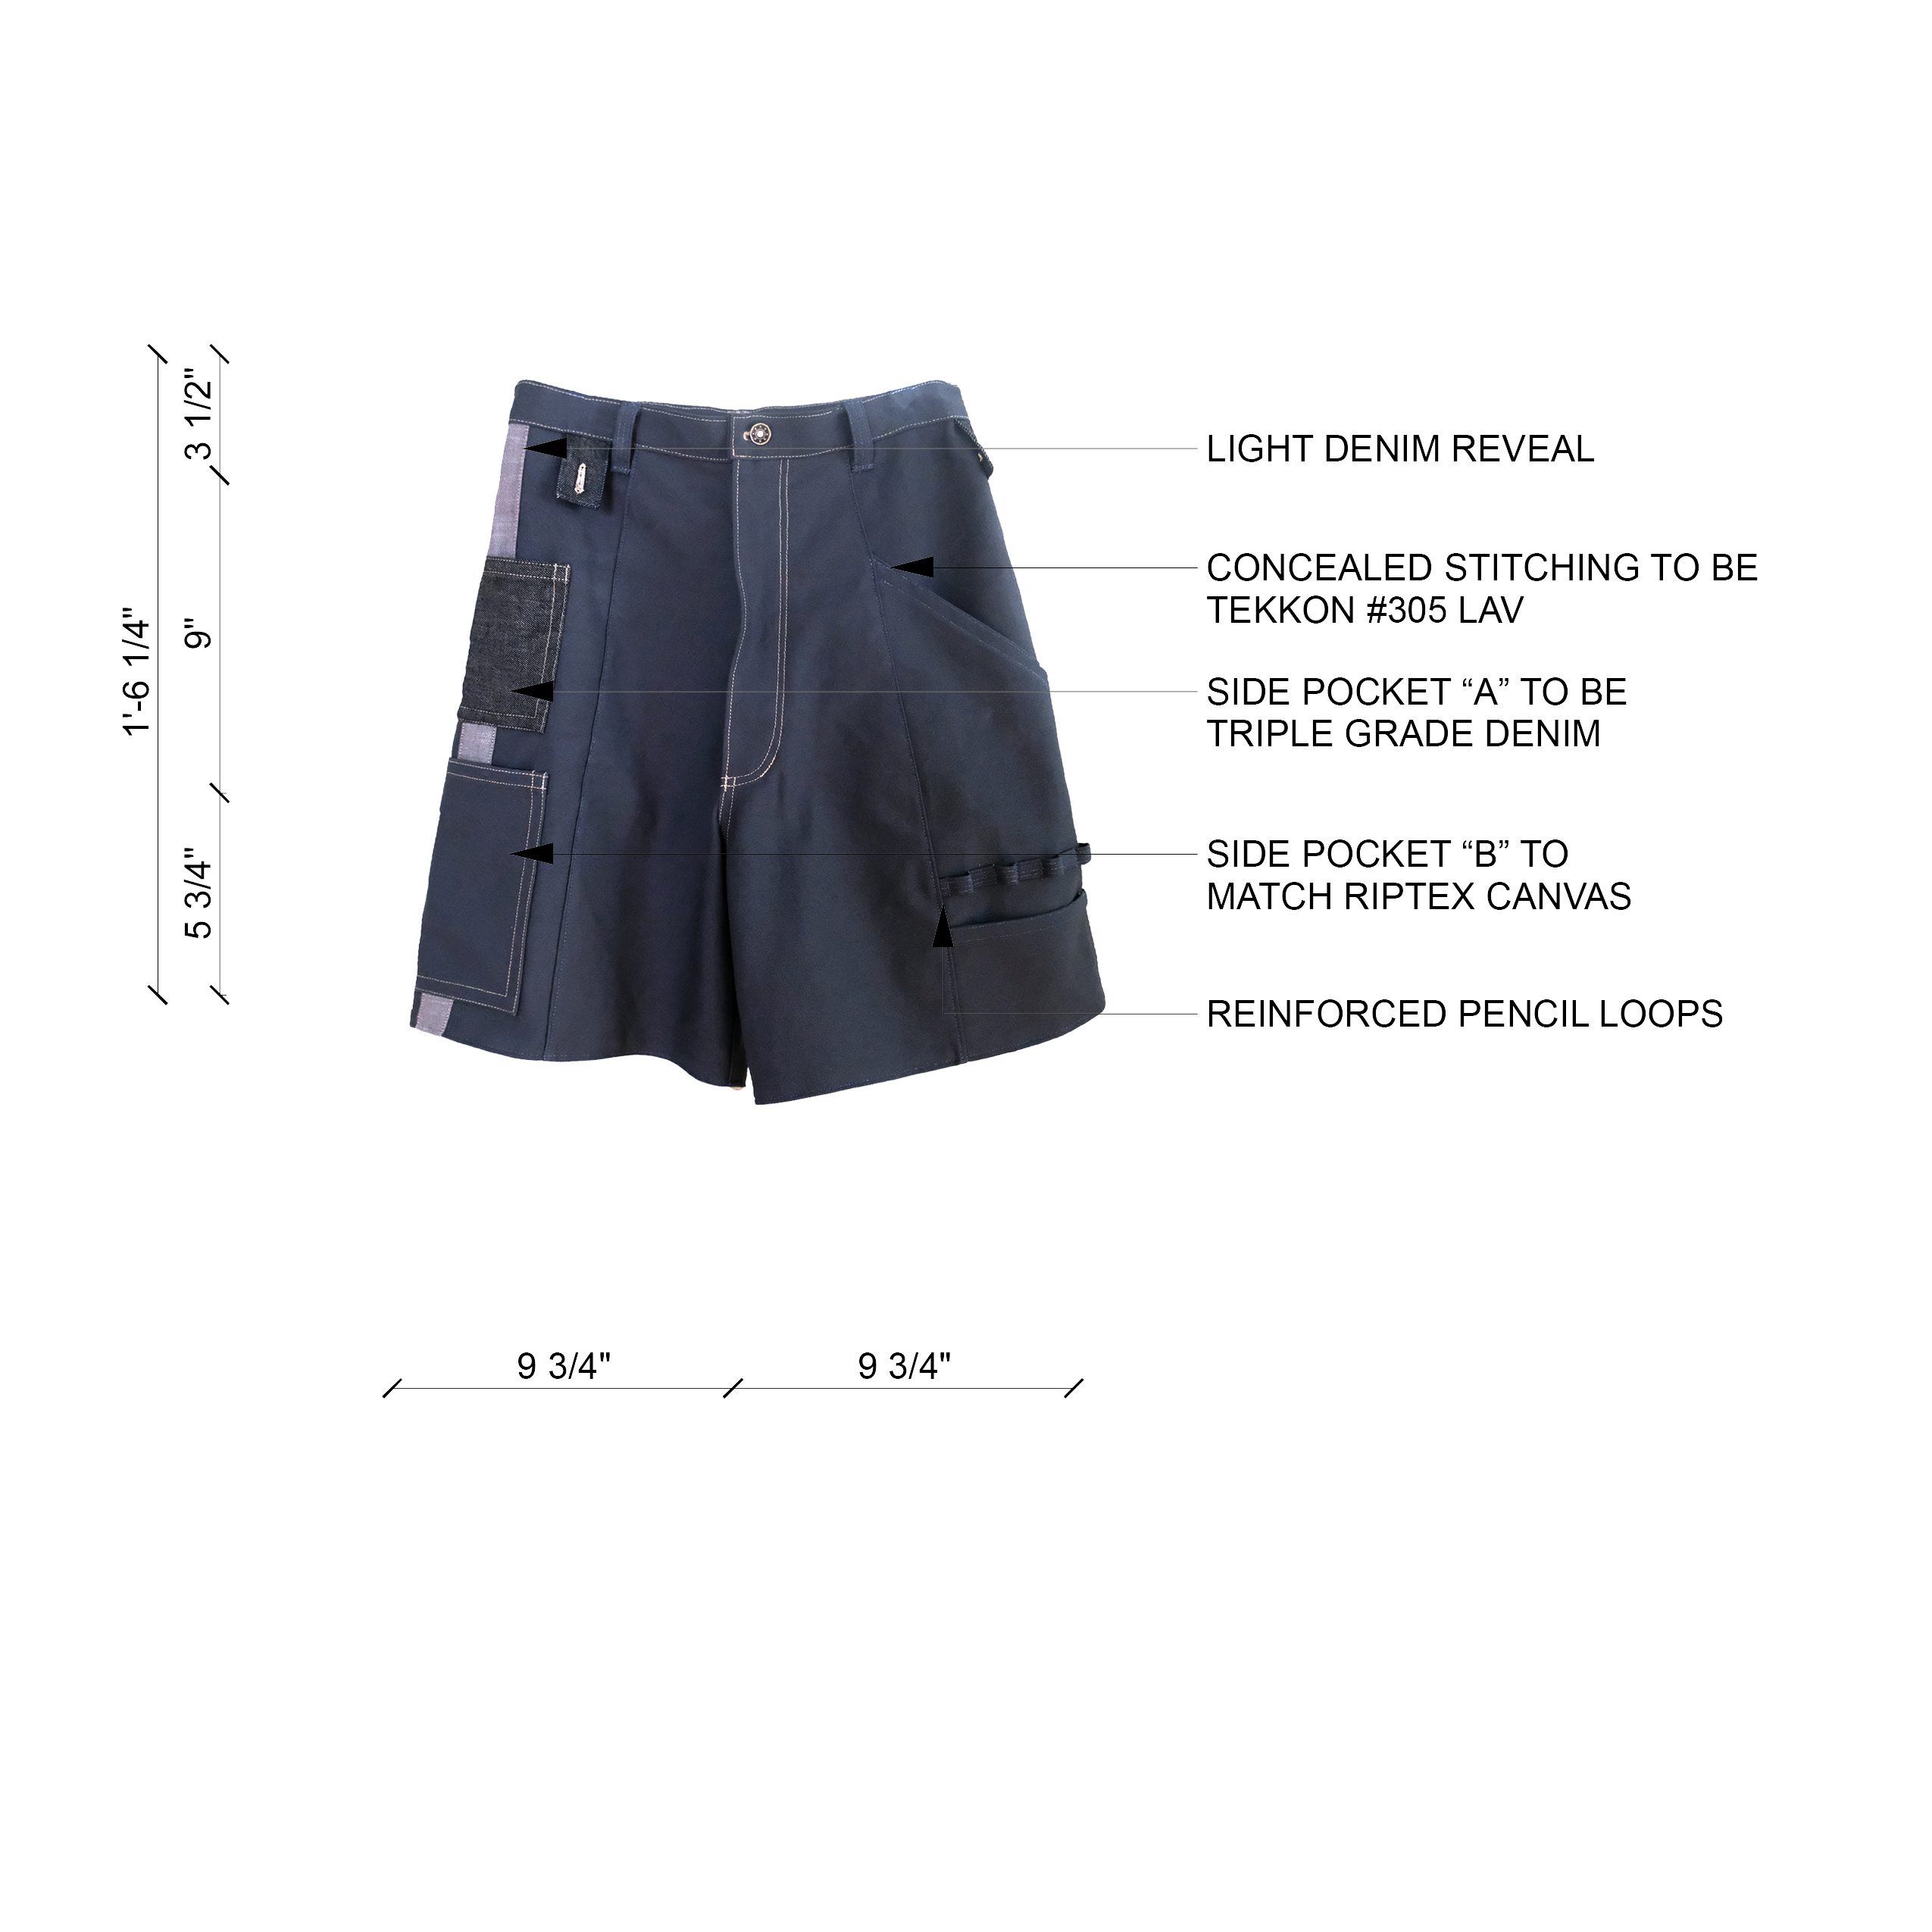 3 1/2"
1'-6 1/4"
9"
5 3/4"
LIGHT DENIM REVEAL
CONCEALED STITCHING TO BE
TEKKON #305 LAV
SIDE POCKET “A” TO BE
TRIPLE GRADE DENIM
SIDE POCKET “B” TO
MATCH RIPTEX CANVAS
REINFORCED PENCIL LOOPS
9 3/4"
9 3/4"